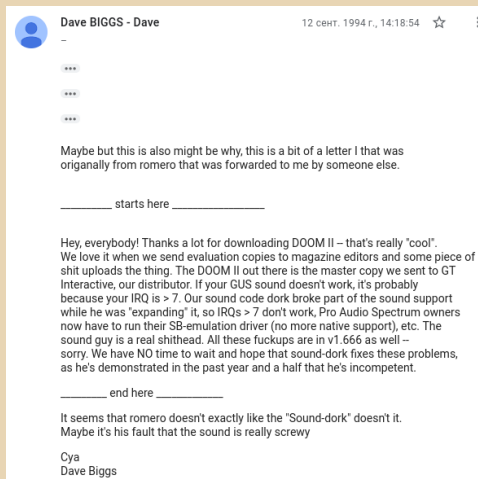 Dave BIGGS - Dave
12 сент. 1994 г., 14:18:54
–
•••
•••
•••
Maybe but this is also might be why, this is a bit of a letter I that was
origanally from romero that was forwarded to me by someone else.
__________ starts here __________________
Hey, everybody! Thanks a lot for downloading DOOM II -- that's really "cool".
We love it when we send evaluation copies to magazine editors and some piece of
shit uploads the thing. The DOOM II out there is the master copy we sent to GT
Interactive, our distributor. If your GUS sound doesn't work, it's probably
because your IRQ is > 7. Our sound code dork broke part of the sound support
while he was "expanding" it, so IRQs > 7 don't work, Pro Audio Spectrum owners
now have to run their SB-emulation driver (no more native support), etc. The
sound guy is a real shithead. All these fuckups are in v1.666 as well --
sorry. We have NO time to wait and hope that sound-dork fixes these problems,
as he's demonstrated in the past year and a half that he's incompetent.
_________ end here _____________
It seems that romero doesn't exactly like the "Sound-dork" doesn't it.
Maybe it's his fault that the sound is really screwy
Cya
Dave Biggs